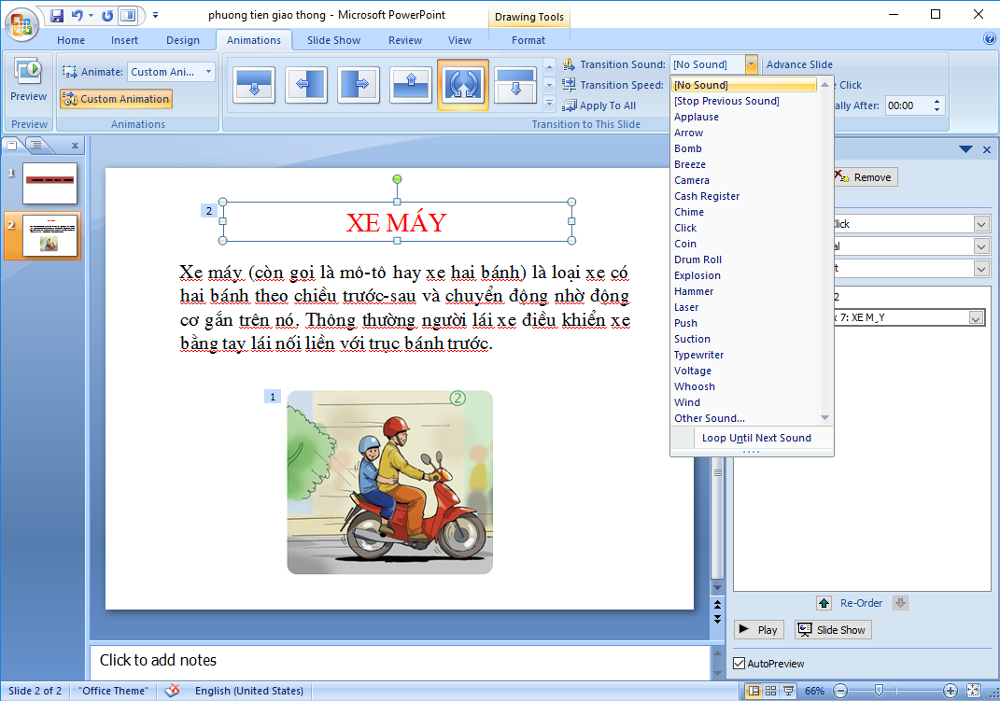 phuong tien giao thong - Microsoft PowerPoint
Drawing Tools
Home Insert Design Animations Slide Show Review View Format
Preview
Animate: Custom Ani...
Custom Animation
Transition Sound: [No Sound]
Transition Speed:
Apply To All
Advance Slide
Click
ally After: 00:00
Preview
Animations
Transition to This Slide
[No Sound]
[Stop Previous Sound]
Applause
Arrow
Bomb
Breeze
Camera
Cash Register
Chime
Click
Coin
Drum Roll
Explosion
Hammer
Laser
Push
Suction
Typewriter
Voltage
Whoosh
Wind
Other Sound...
Loop Until Next Sound
1
2
2
XE MÁY
Xe máy (còn gọi là mô-tô hay xe hai bánh) là loại xe có
hai bánh theo chiều trước-sau và chuyển động nhờ động
cơ gắn trên nó. Thông thường người lái xe điều khiển xe
bằng tay lái nối liền với trục bánh trước.
1
2
Remove
lick
al
t
2
7: XE M¸Y
Re-Order
Play
Slide Show
AutoPreview
Click to add notes
Slide 2 of 2
"Office Theme"
English (United States)
66%